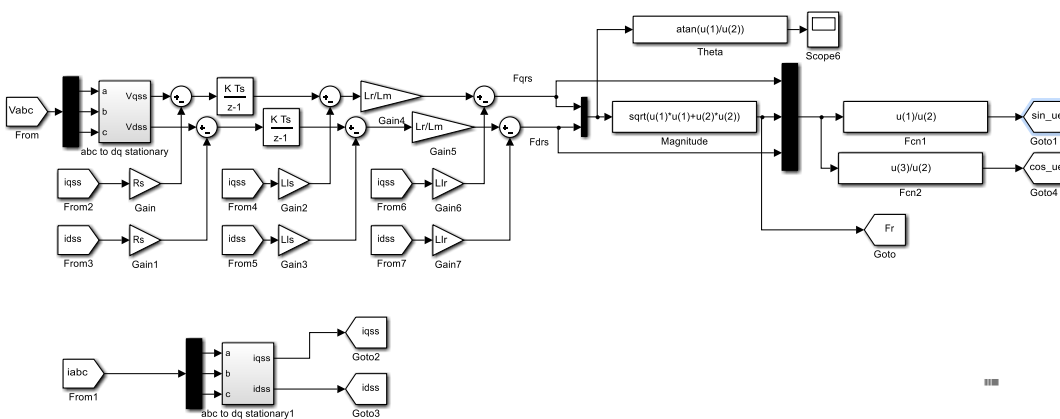 atan(u(1)/u(2))
Theta
Scope6
Vabc
From
a
b
c
Vqss
Vdss
abc to dq stationary
K Ts
z-1
K Ts
z-1
Lr/Lm
Gain4
Lr/Lm
Gain5
Fqrs
Fdrs
sqrt(u(1)*u(1)+u(2)*u(2))
Magnitude
u(1)/u(2)
Fcn1
u(3)/u(2)
Fcn2
sin_ue
Goto1
cos_ue
Goto4
iqss
From2
Rs
Gain
iqss
From4
Lls
Gain2
iqss
From6
Llr
Gain6
idss
From3
Rs
Gain1
idss
From5
Lls
Gain3
idss
From7
Llr
Gain7
Fr
Goto
iabc
From1
a
b
c
iqss
idss
abc to dq stationary1
iqss
Goto2
idss
Goto3